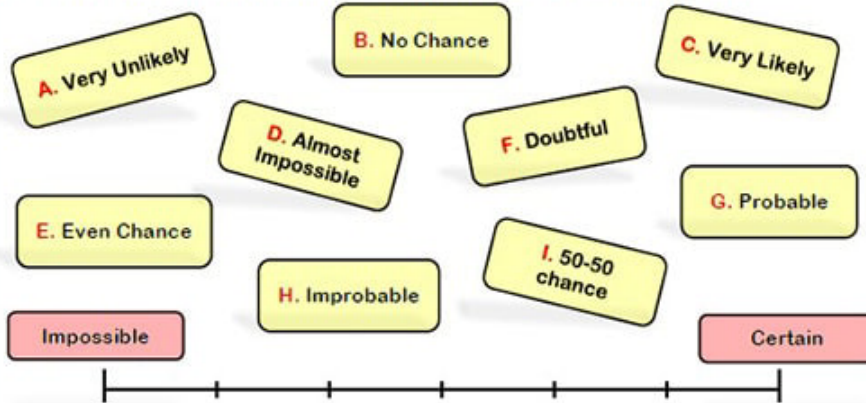 A. Very Unlikely
B. No Chance
C. Very Likely
D. Almost
Impossible
F. Doubtful
E. Even Chance
G. Probable
H. Improbable
I. 50-50
chance
Impossible
Certain